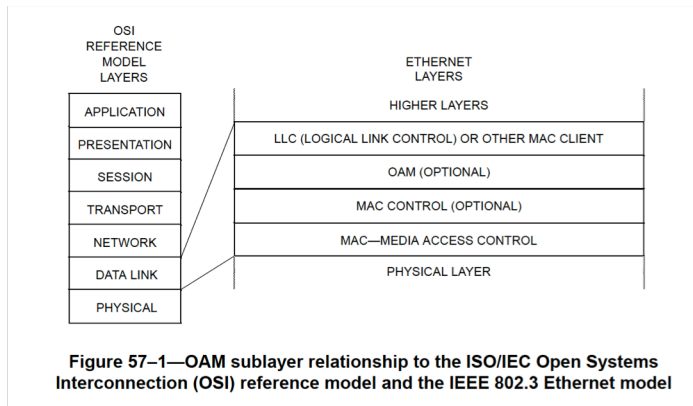 OSI
REFERENCE
MODEL
LAYERS
APPLICATION
PRESENTATION
SESSION
TRANSPORT
NETWORK
DATA LINK
PHYSICAL
ETHERNET
LAYERS
HIGHER LAYERS
LLC (LOGICAL LINK CONTROL) OR OTHER MAC CLIENT
OAM (OPTIONAL)
MAC CONTROL (OPTIONAL)
MAC—MEDIA ACCESS CONTROL
PHYSICAL LAYER
Figure 57–1—OAM sublayer relationship to the ISO/IEC Open Systems
Interconnection (OSI) reference model and the IEEE 802.3 Ethernet model